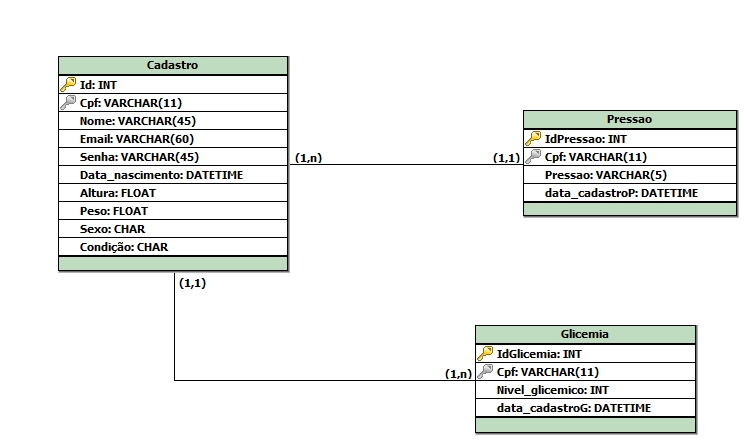 Cadastro
Id: INT
Cpf: VARCHAR(11)
Nome: VARCHAR(45)
Email: VARCHAR(60)
Senha: VARCHAR(45)
Data_nascimento: DATETIME
Altura: FLOAT
Peso: FLOAT
Sexo: CHAR
Condição: CHAR
(1,n)
(1,1)
Pressao
IdPressao: INT
Cpf: VARCHAR(11)
Pressao: VARCHAR(5)
data_cadastroP: DATETIME
(1,1)
(1,n)
Glicemia
IdGlicemia: INT
Cpf: VARCHAR(11)
Nivel_glicemico: INT
data_cadastroG: DATETIME